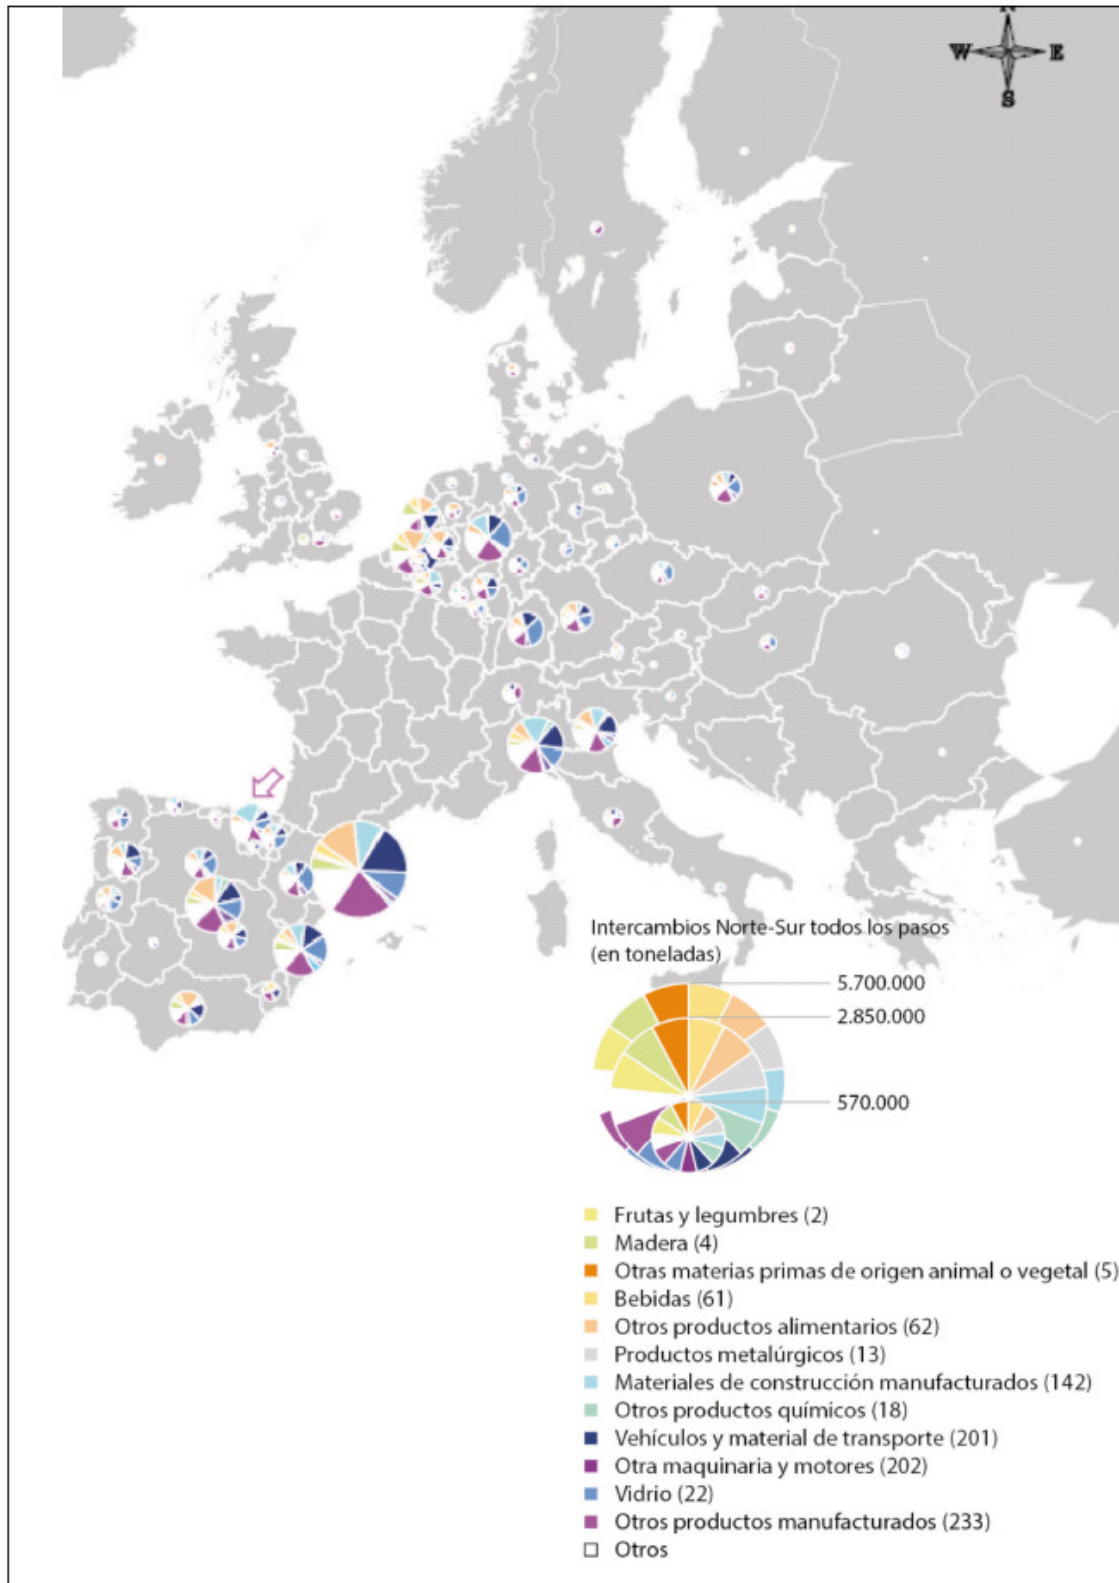 N
W E
S
Intercambios Norte-Sur todos los pasos
(en toneladas)
5.700.000
2.850.000
570.000
Frutas y legumbres (2)
Madera (4)
Otras materias primas de origen animal o vegetal (5)
Bebidas (61)
Otros productos alimentarios (62)
Productos metalúrgicos (13)
Materiales de construcción manufacturados (142)
Otros productos químicos (18)
Vehículos y material de transporte (201)
Otra maquinaria y motores (202)
Vidrio (22)
Otros productos manufacturados (233)
Otros